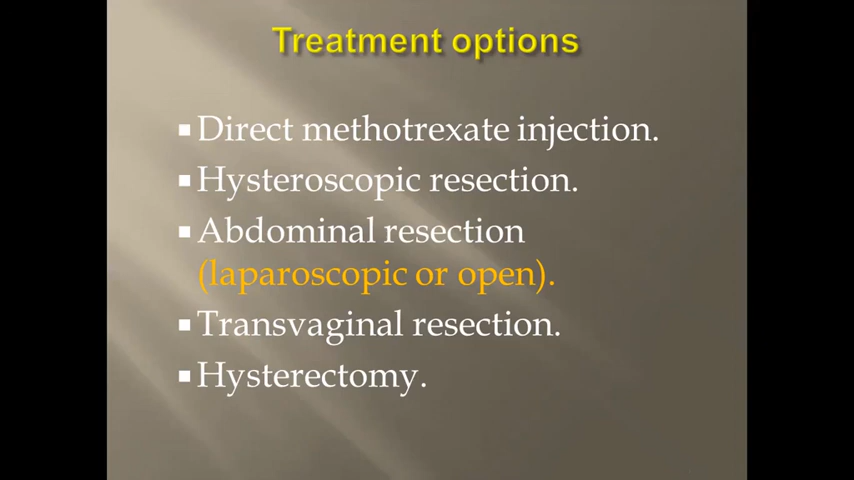 Treatment options
▪Direct methotrexate injection.
▪Hysteroscopic resection.
▪Abdominal resection
(laparoscopic or open).
▪Transvaginal resection.
▪Hysterectomy.